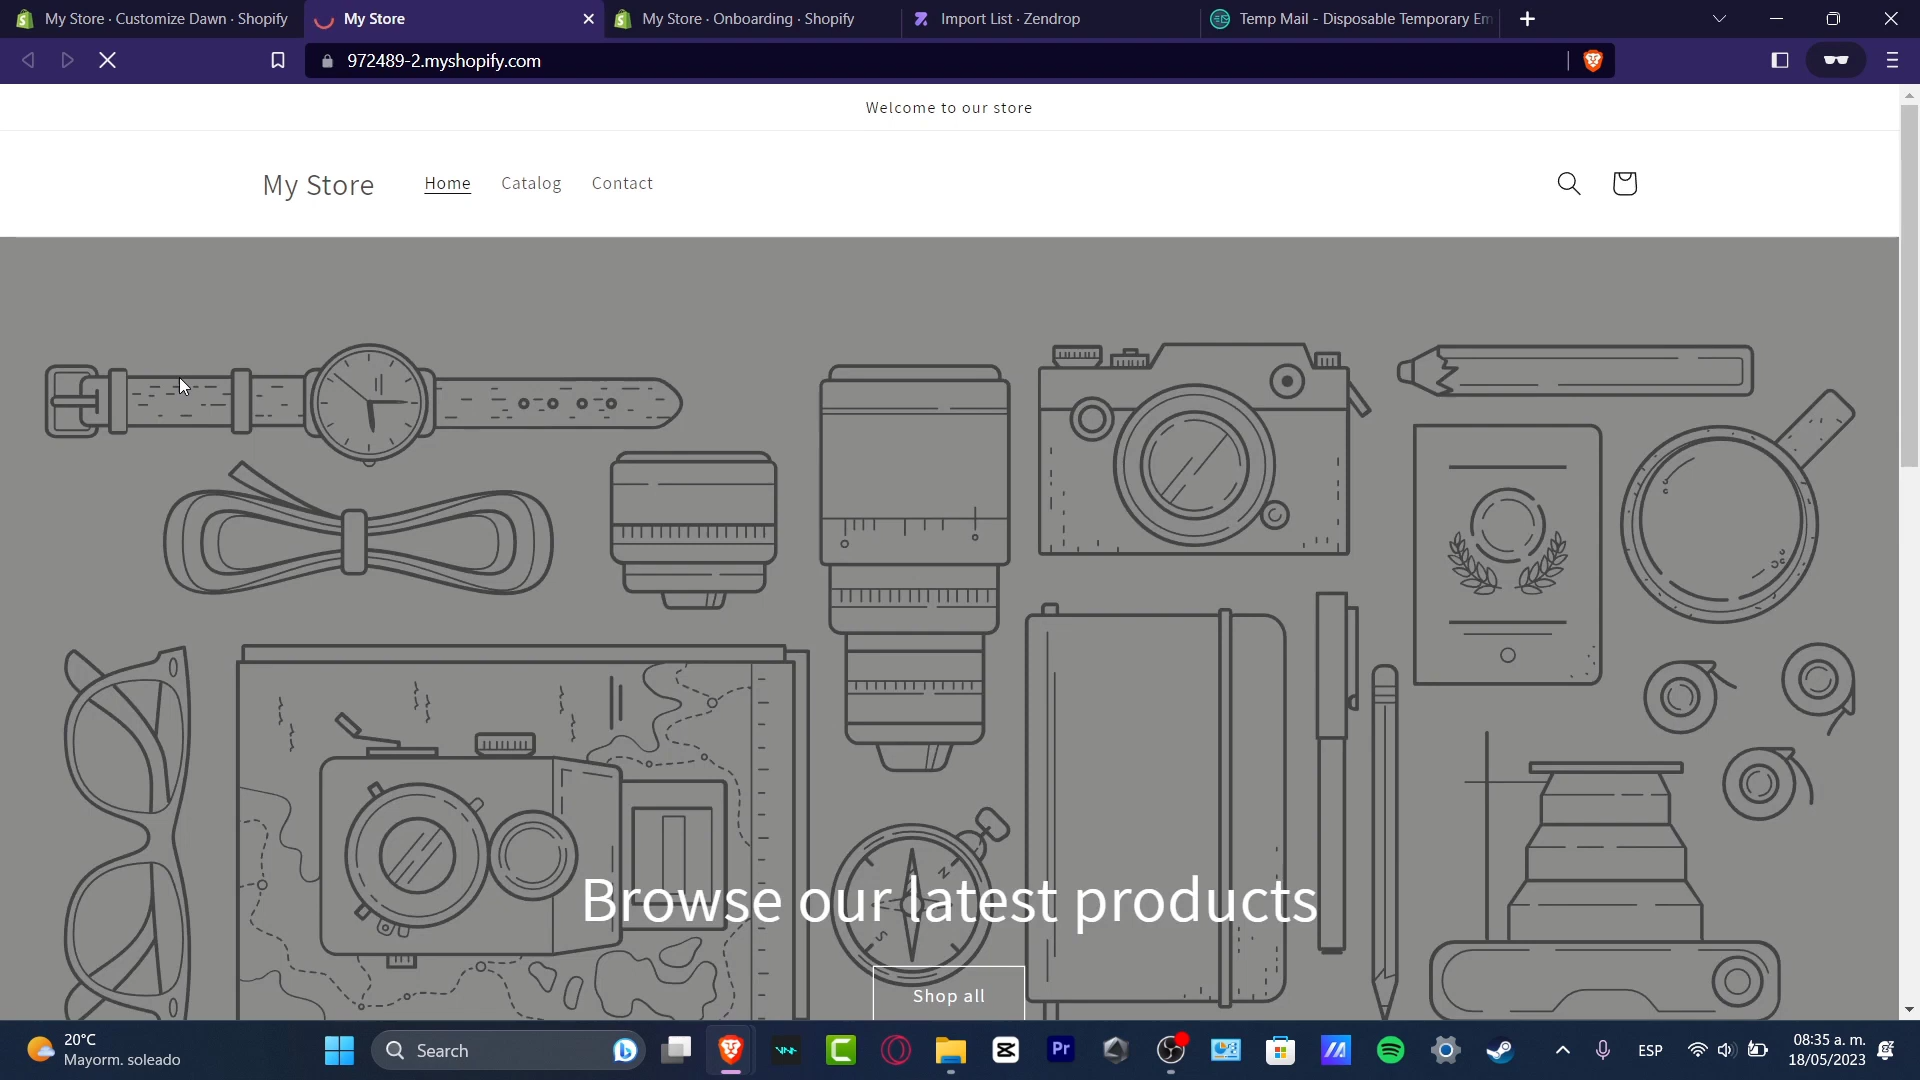 My Store · Customize Dawn · Shopify
My Store
My Store · Onboarding · Shopify
Import List · Zendrop
Temp Mail - Disposable Temporary Em
972489-2.myshopify.com
Welcome to our store
My Store
Home
Catalog
Contact
N
S
Browse our latest products
Shop all
20°C
Mayorm. soleado
Search
Pr
ESP
08:35 a. m.
18/05/2023